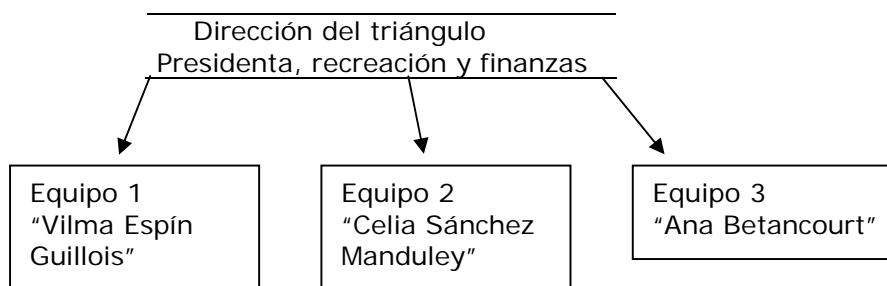 Dirección del triángulo
Presidenta, recreación y finanzas
Equipo 1
“Vilma Espín
Guillois”
Equipo 2
“Celia Sánchez
Manduley”
Equipo 3
“Ana Betancourt”